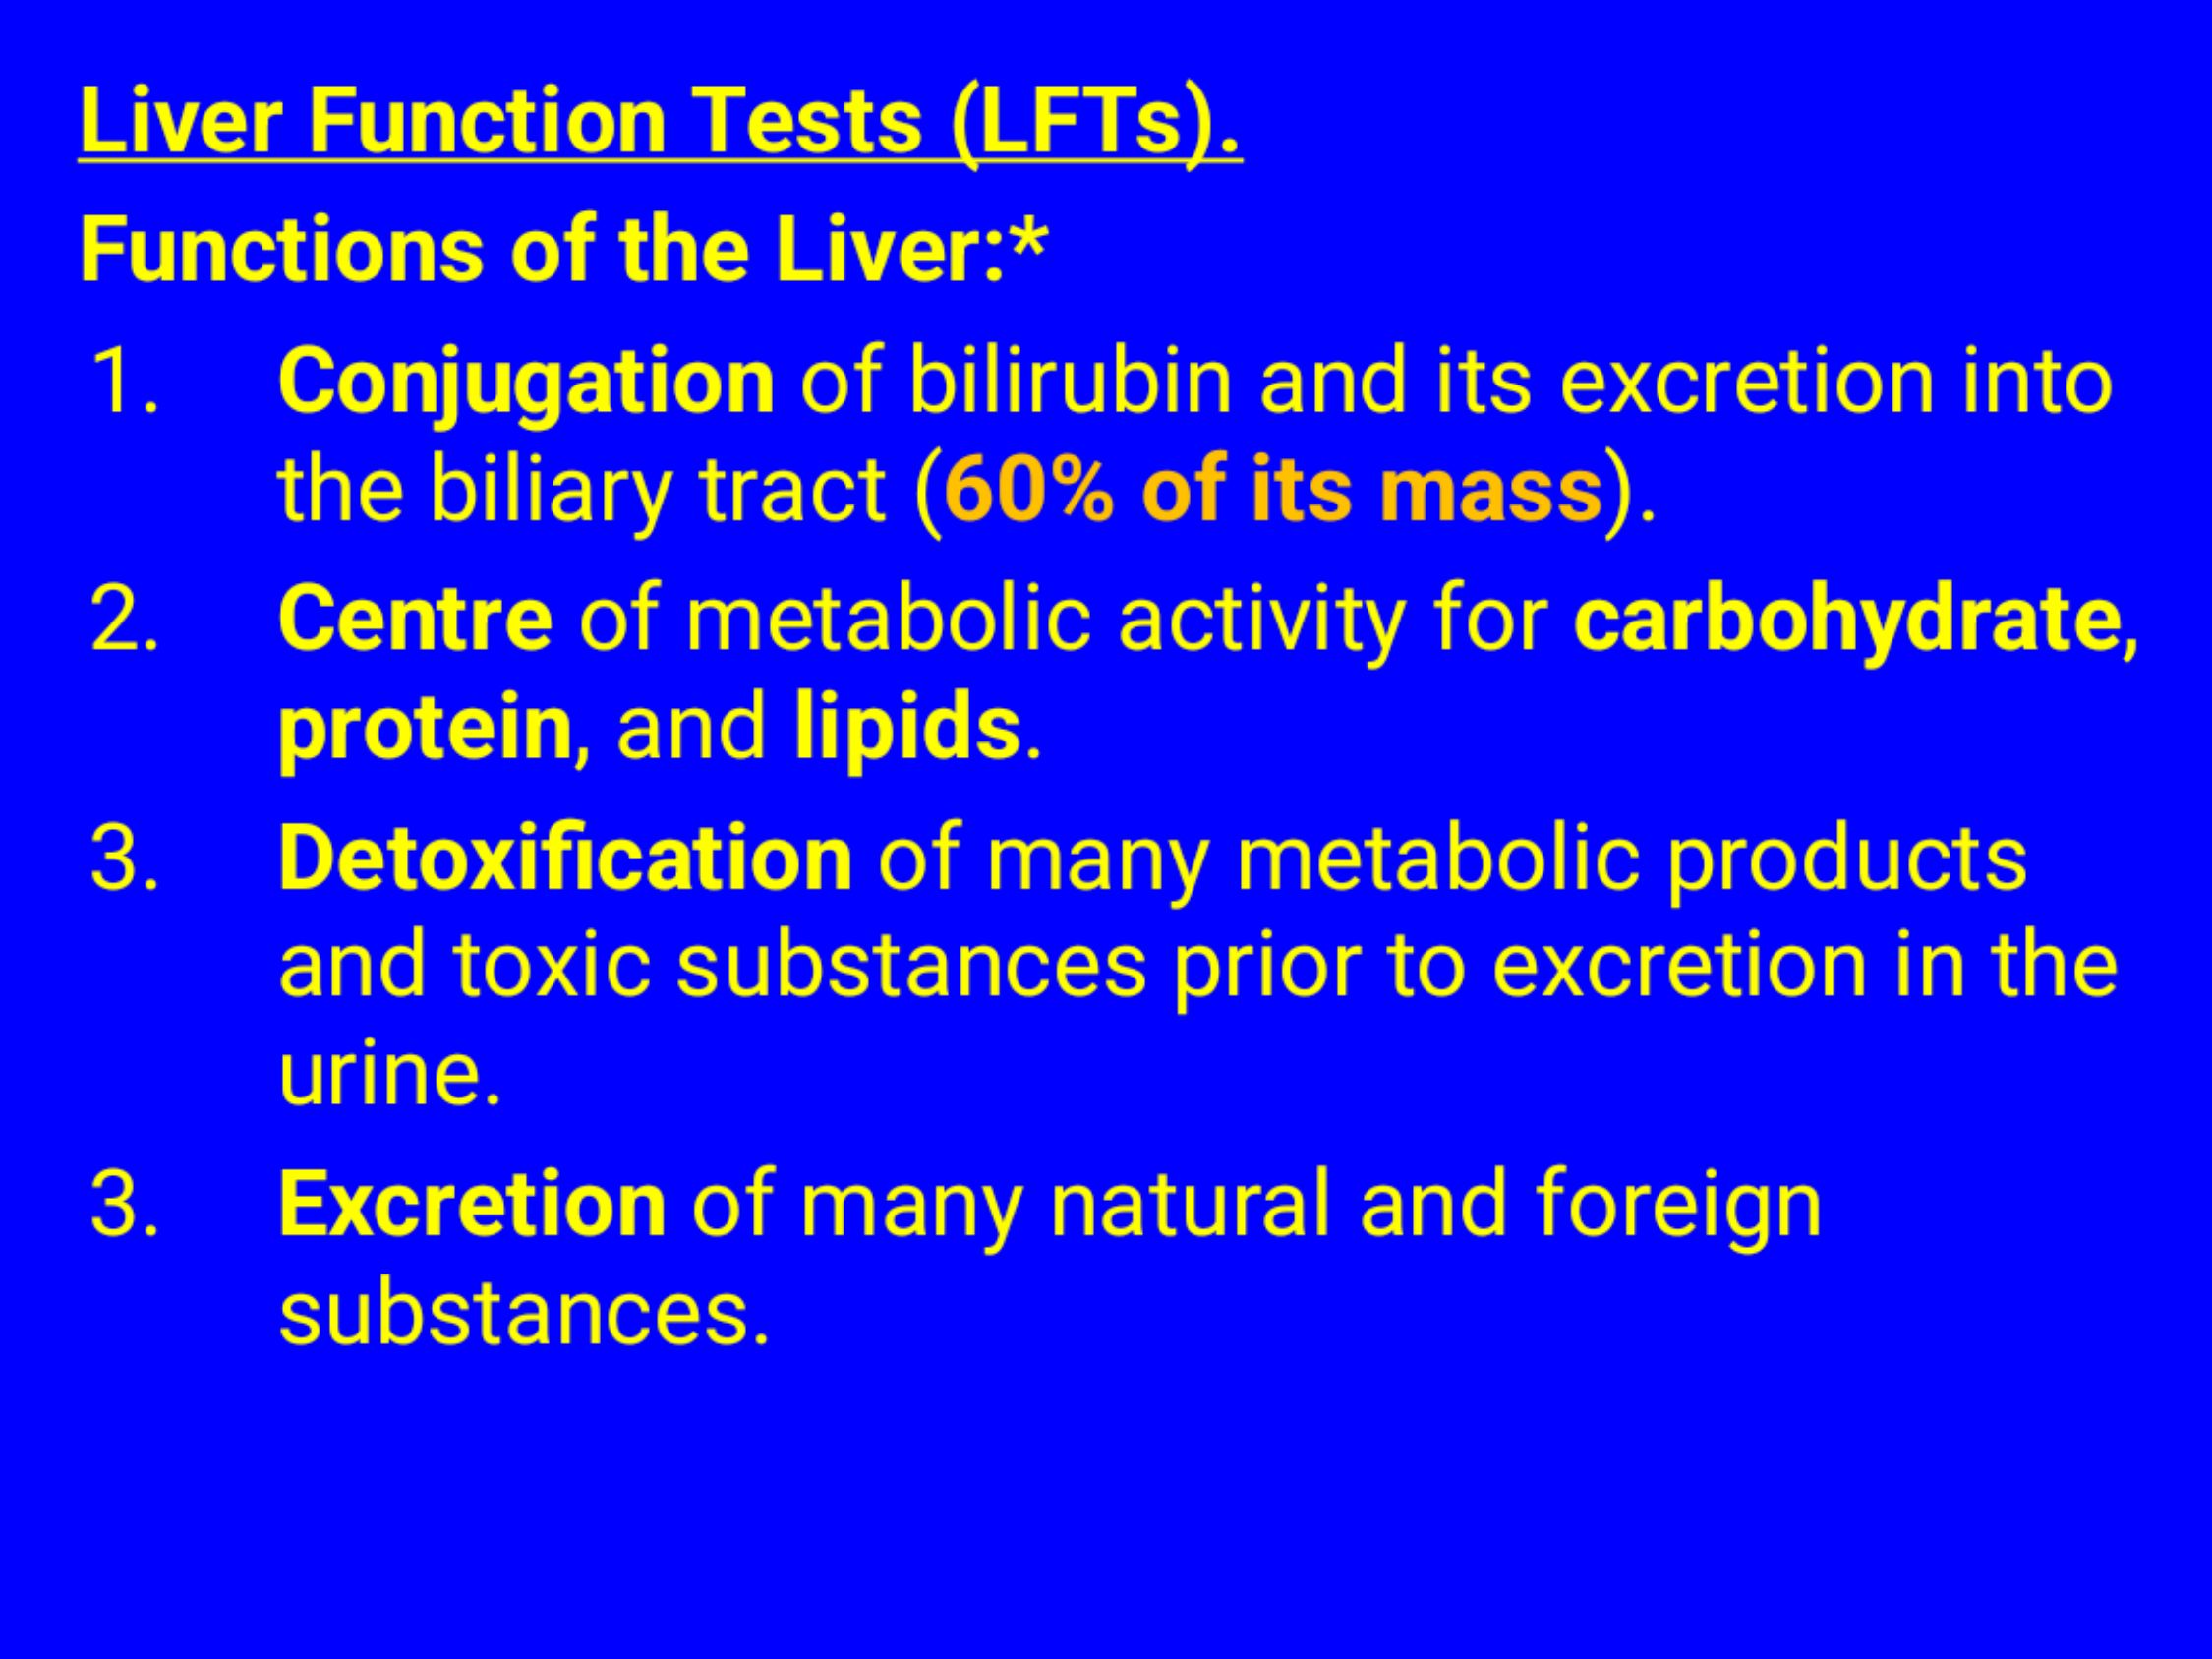 Liver Function Tests (LFTs).
Functions of the Liver:*
1. Conjugation of bilirubin and its excretion into
the biliary tract (60% of its mass).
2. Centre of metabolic activity for carbohydrate,
protein, and lipids.
3. Detoxification of many metabolic products
and toxic substances prior to excretion in the
urine.
3. Excretion of many natural and foreign
substances.